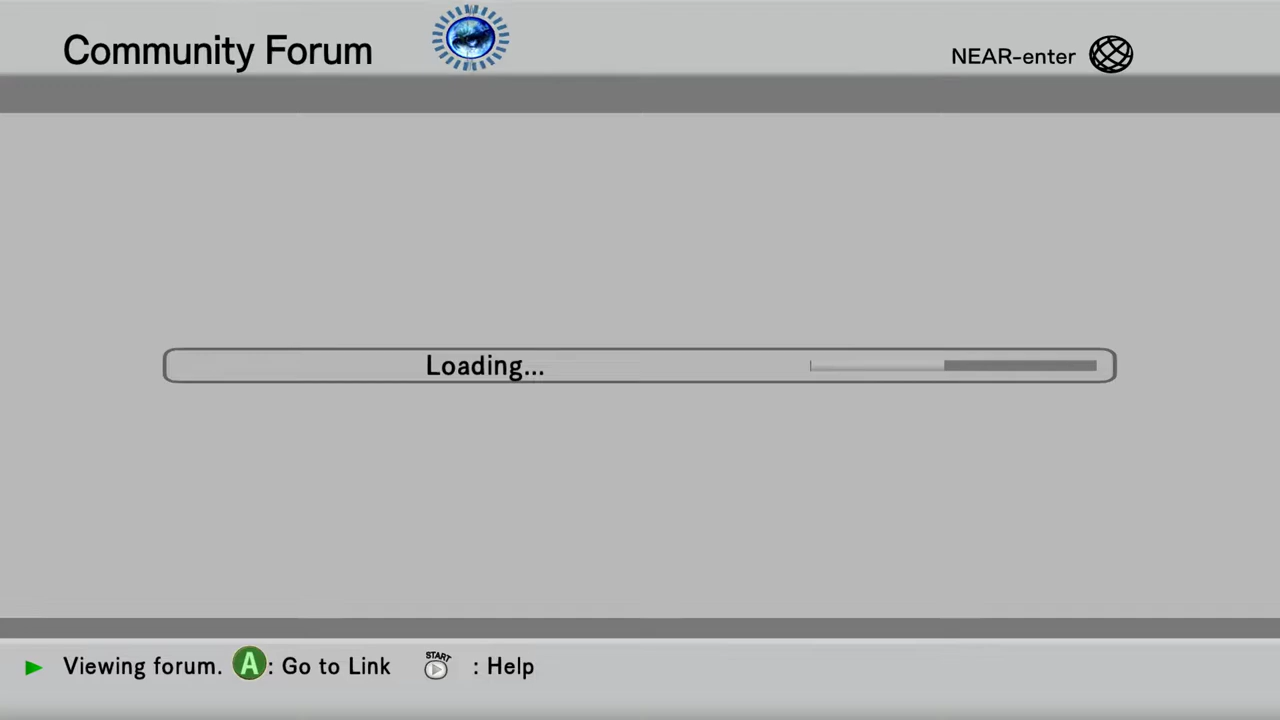 Community Forum
NEAR-enter
Loading...
Viewing forum. A : Go to Link START : Help